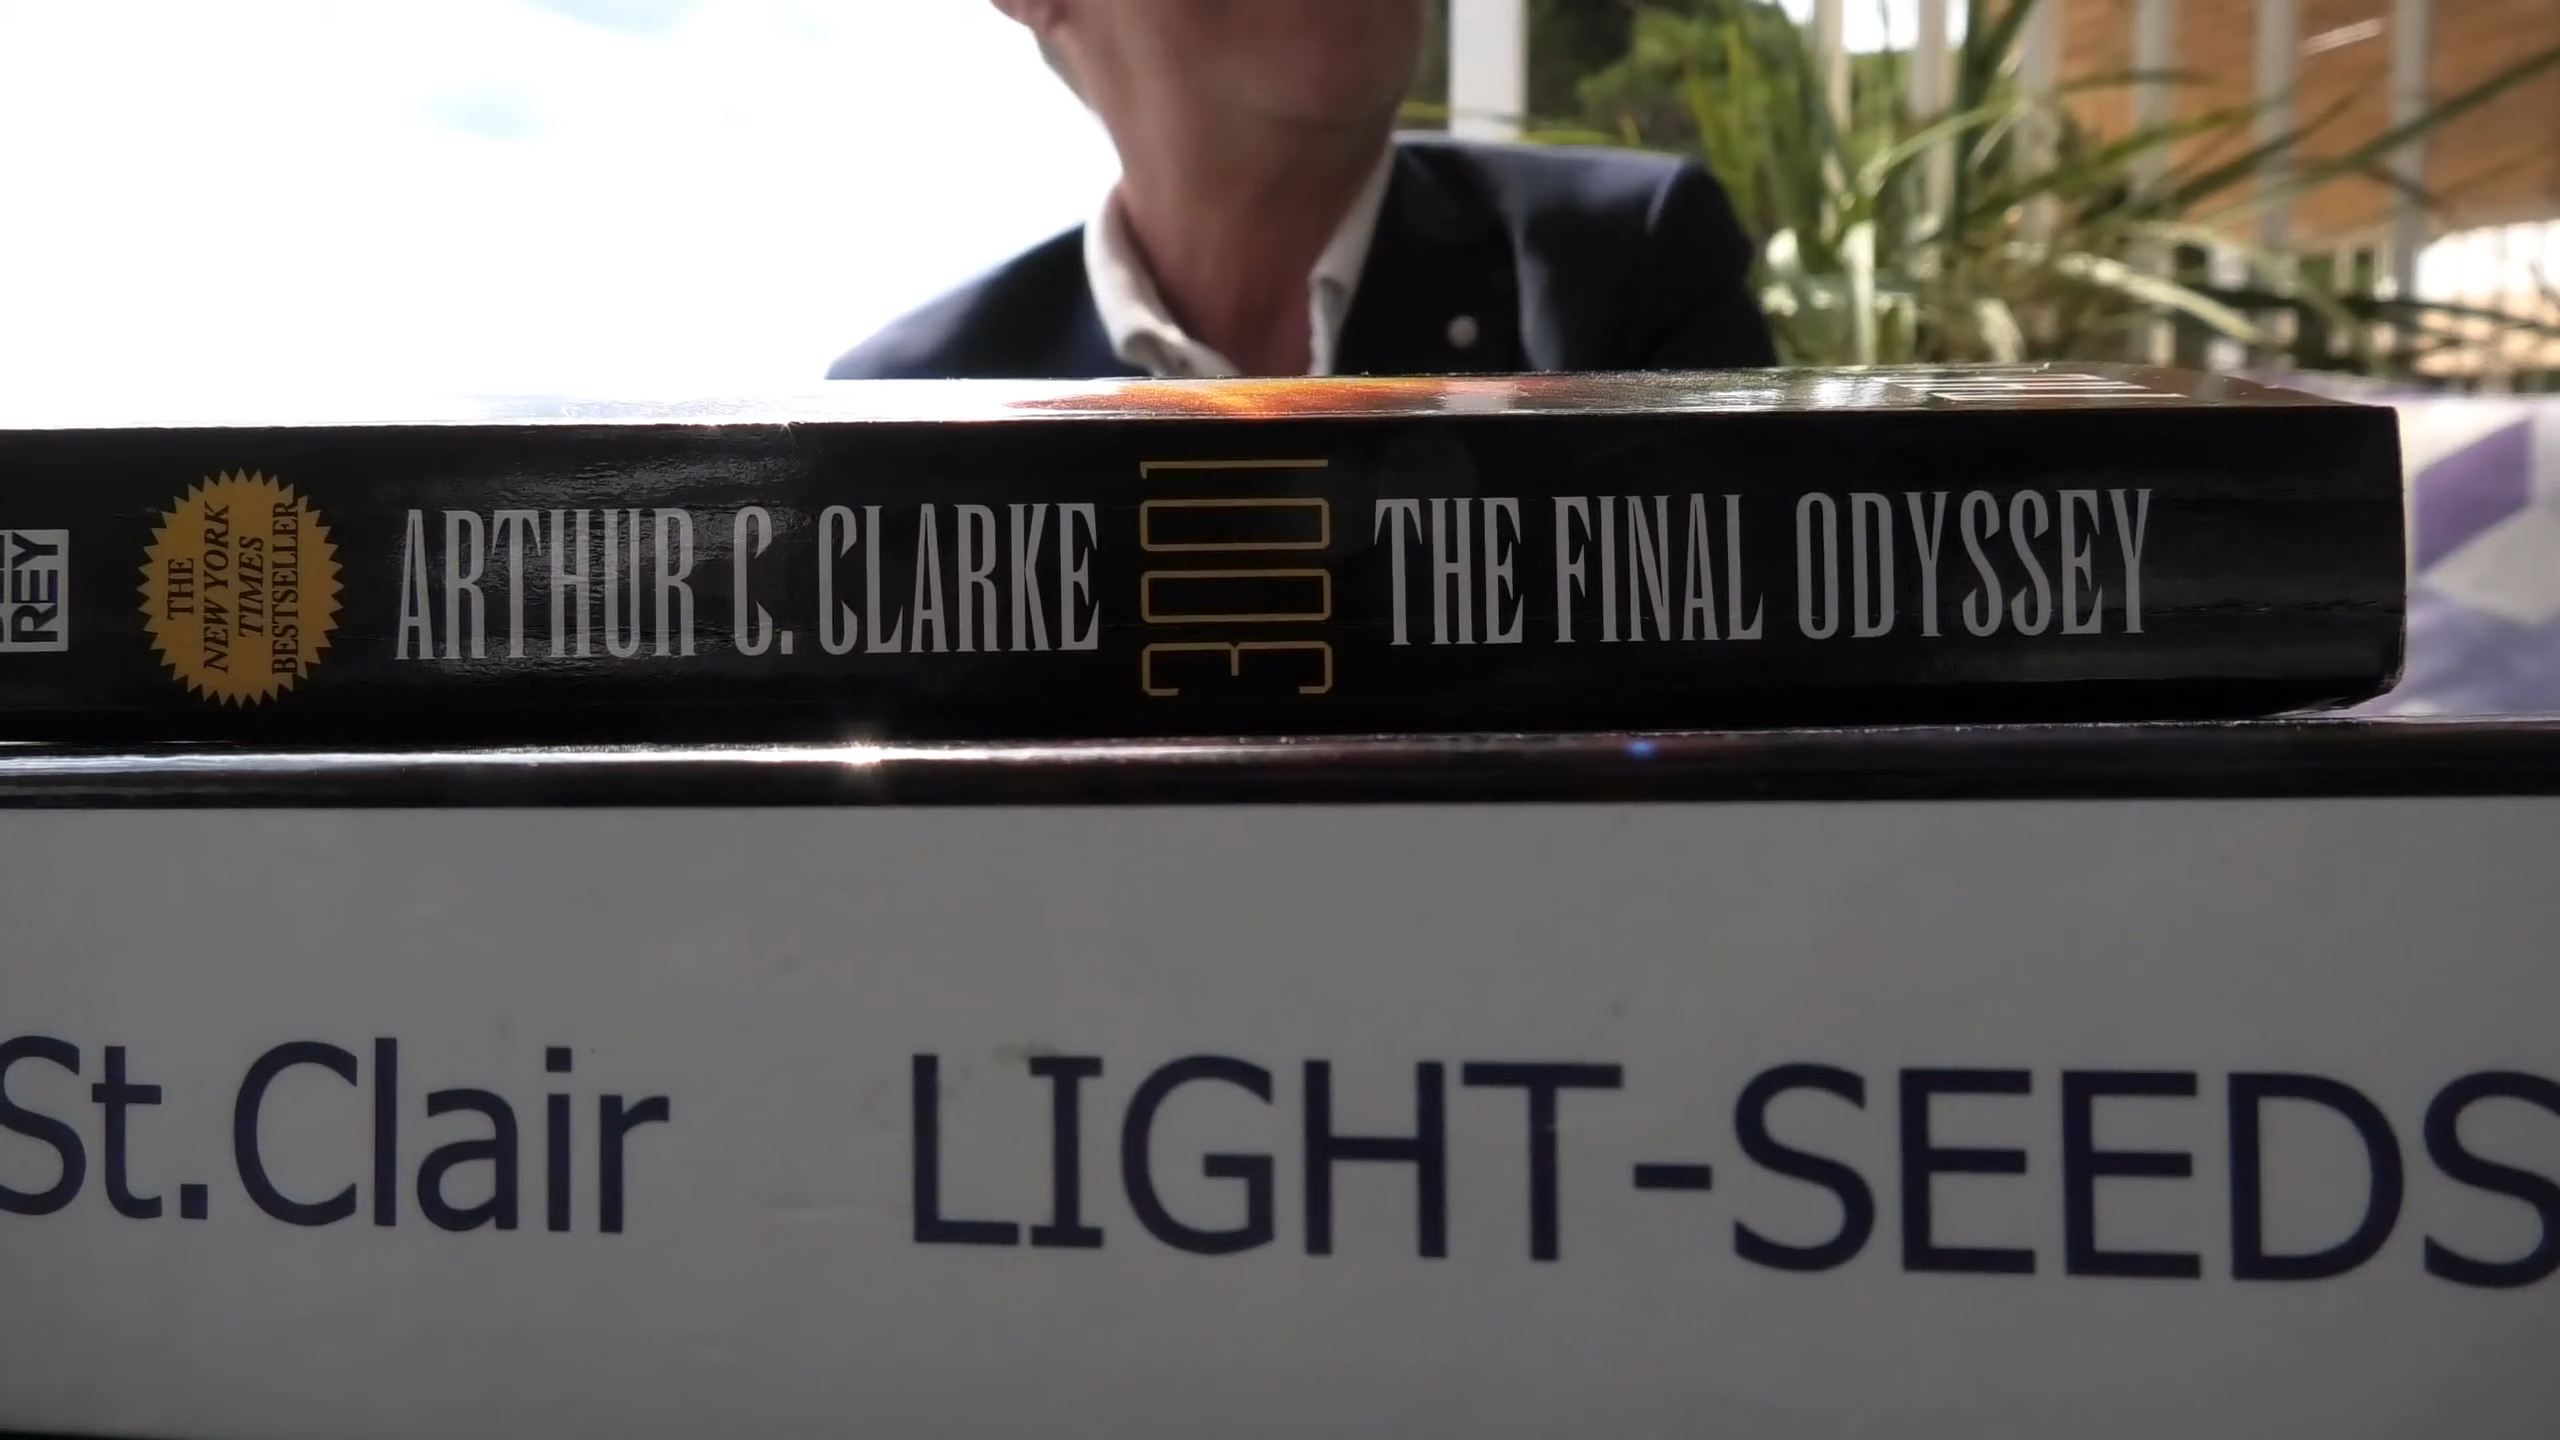 REY
THE
NEW YORK
TIMES
BESTSELLER
ARTHUR C. CLARKE
3001
THE FINAL ODYSSEY
St.Clair LIGHT-SEEDS